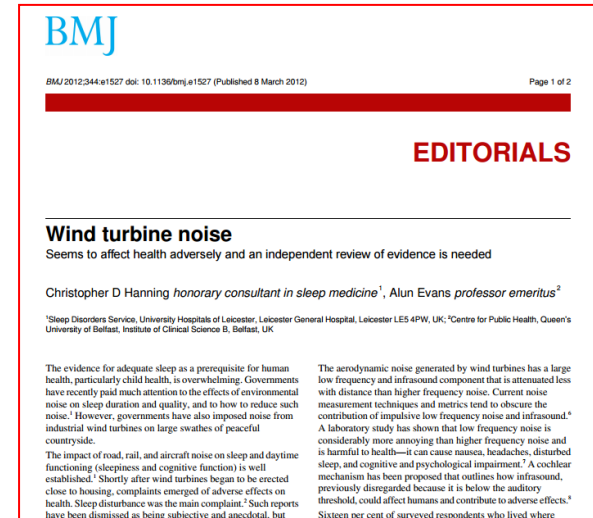 BMJ
BMJ 2012;344:e1527 doi: 10.1136/bmj.e1527 (Published 8 March 2012)
Page 1 of 2
EDITORIALS
Wind turbine noise
Seems to affect health adversely and an independent review of evidence is needed
Christopher D Hanning honorary consultant in sleep medicine¹, Alun Evans professor emeritus²
¹Sleep Disorders Service, University Hospitals of Leicester, Leicester General Hospital, Leicester LE5 4PW, UK; ²Centre for Public Health, Queen's
University of Belfast, Institute of Clinical Science B, Belfast, UK
The evidence for adequate sleep as a prerequisite for human
health, particularly child health, is overwhelming. Governments
have recently paid much attention to the effects of environmental
noise on sleep duration and quality, and to how to reduce such
noise.¹ However, governments have also imposed noise from
industrial wind turbines on large swathes of peaceful
countryside.
The impact of road, rail, and aircraft noise on sleep and daytime
functioning (sleepiness and cognitive function) is well
established.¹ Shortly after wind turbines began to be erected
close to housing, complaints emerged of adverse effects on
health. Sleep disturbance was the main complaint.² Such reports
have been dismissed as being subjective and anecdotal, but
The aerodynamic noise generated by wind turbines has a large
low frequency and infrasound component that is attenuated less
with distance than higher frequency noise. Current noise
measurement techniques and metrics tend to obscure the
contribution of impulsive low frequency noise and infrasound.⁶
A laboratory study has shown that low frequency noise is
considerably more annoying than higher frequency noise and
is harmful to health—it can cause nausea, headaches, disturbed
sleep, and cognitive and psychological impairment.⁷ A cochlear
mechanism has been proposed that outlines how infrasound,
previously disregarded because it is below the auditory
threshold, could affect humans and contribute to adverse effects.⁸
Sixteen per cent of surveyed respondents who lived where